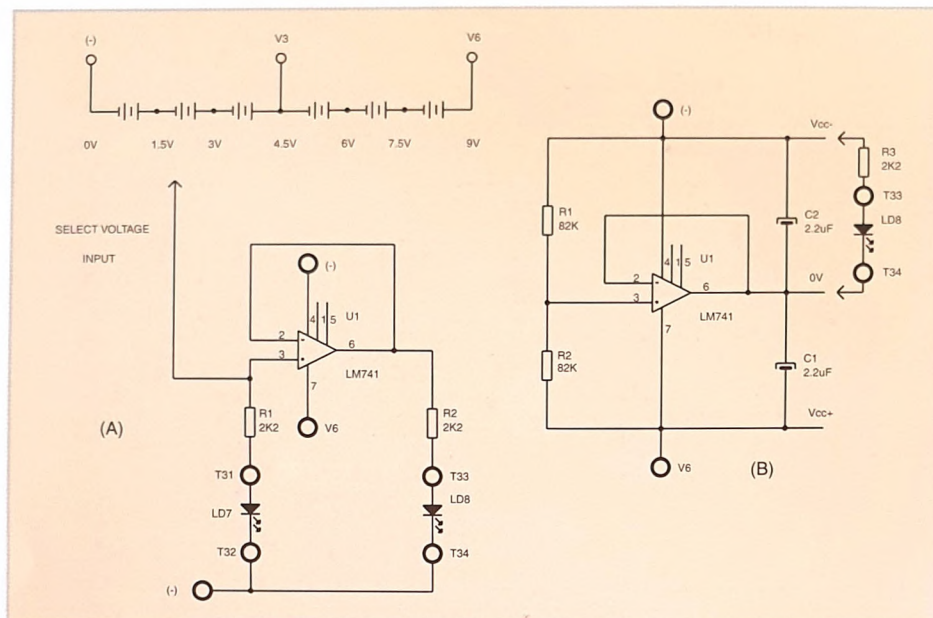 (-)
V3
V6
0V 1.5V 3V 4.5V 6V 7.5V 9V
SELECT VOLTAGE
INPUT
(-)
4 1 5
U1
2
3
6
LM741
7
V6
R1
2K2
R2
2K2
(A)
T31
T33
LD7
LD8
T32
T34
(-)
(-)
Vcc-
R3
2K2
T33
LD8
T34
R1
82K
C2
2.2uF
4 1 5
U1
2
3
6
0V
LM741
7
R2
82K
C1
2.2uF
Vcc+
V6
(B)